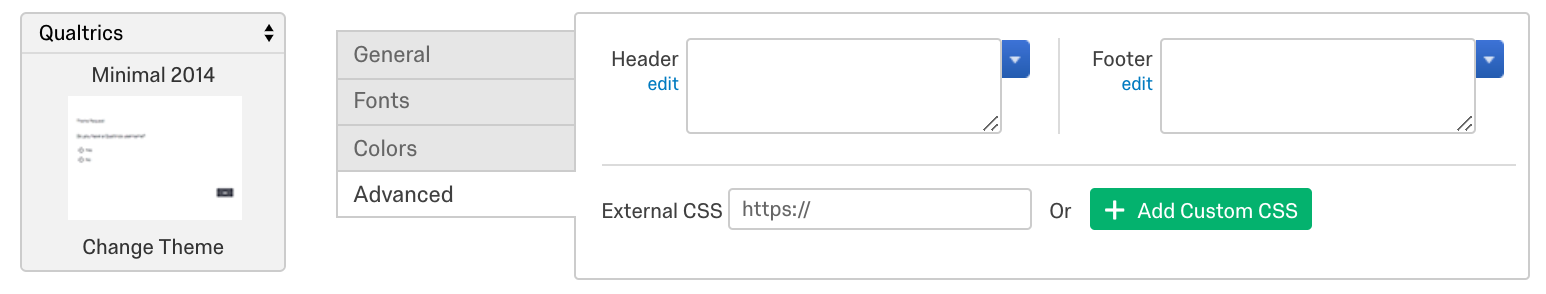 Qualtrics
Minimal 2014
Change Theme
General
Fonts
Colors
Advanced
Header
edit
Footer
edit
External CSS https:// Or + Add Custom CSS